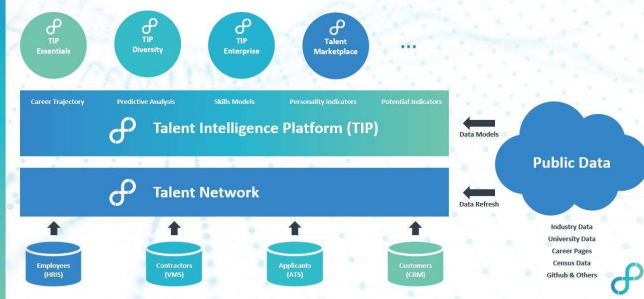 TIP
Essentials
TIP
Diversity
TIP
Enterprise
Talent
Marketplace
...
Career Trajectory
Predictive Analysis
Skills Models
Personality Indicators
Potential Indicators
Talent Intelligence Platform (TIP)
Data Models
Public Data
Talent Network
Data Refresh
Industry Data
University Data
Career Pages
Census Data
Github & Others
Employees
(HRIS)
Contractors
(VMS)
Applicants
(ATS)
Customers
(CRM)